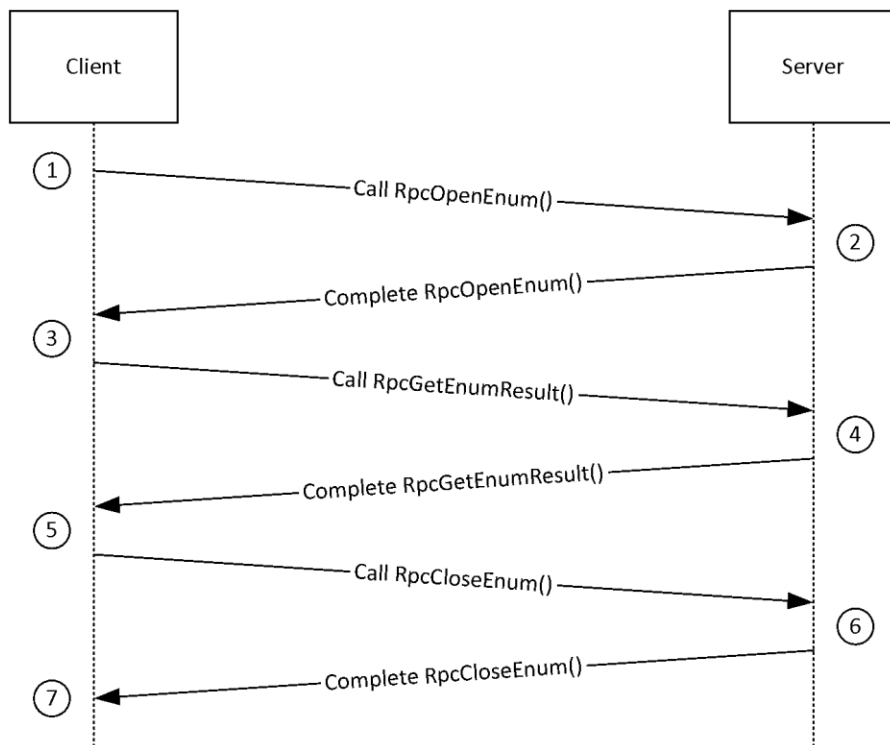 Client
Server
1
Call RpcOpenEnum()
2
Complete RpcOpenEnum()
3
Call RpcGetEnumResult()
4
Complete RpcGetEnumResult()
5
Call RpcCloseEnum()
6
Complete RpcCloseEnum()
7